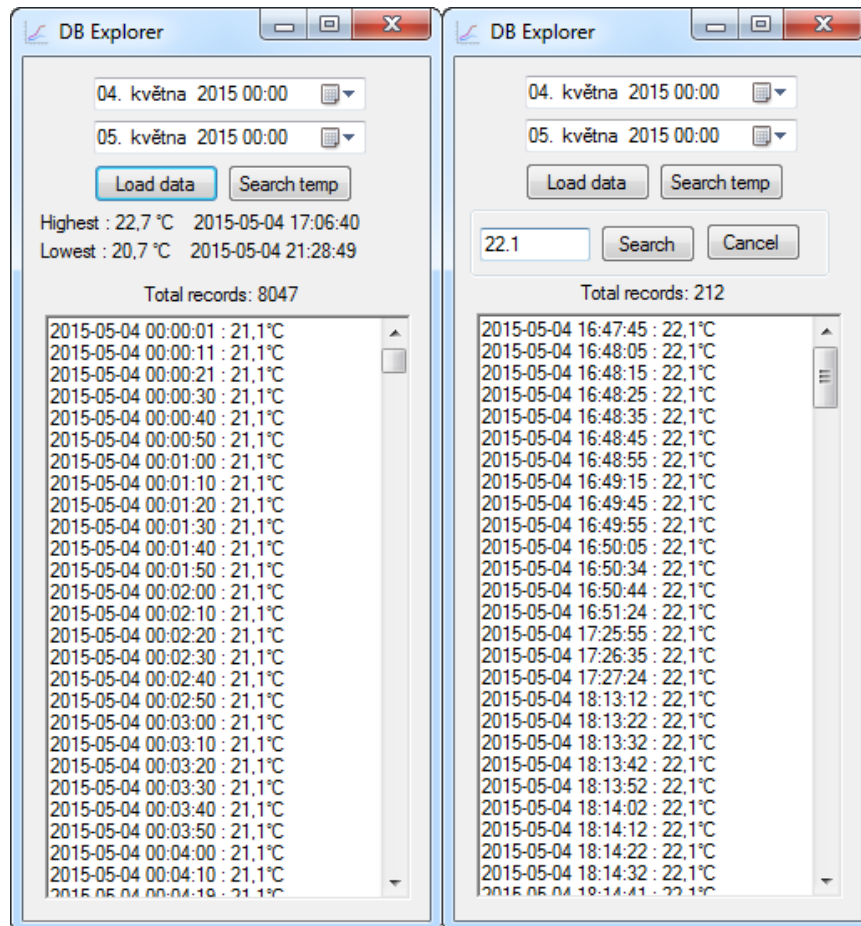 DB Explorer
04. května 2015 00:00
05. května 2015 00:00
Load data Search temp
Highest : 22,7 °C 2015-05-04 17:06:40
Lowest : 20,7 °C 2015-05-04 21:28:49
Total records: 8047
2015-05-04 00:00:01 : 21,1°C
2015-05-04 00:00:11 : 21,1°C
2015-05-04 00:00:21 : 21,1°C
2015-05-04 00:00:30 : 21,1°C
2015-05-04 00:00:40 : 21,1°C
2015-05-04 00:00:50 : 21,1°C
2015-05-04 00:01:00 : 21,1°C
2015-05-04 00:01:10 : 21,1°C
2015-05-04 00:01:20 : 21,1°C
2015-05-04 00:01:30 : 21,1°C
2015-05-04 00:01:40 : 21,1°C
2015-05-04 00:01:50 : 21,1°C
2015-05-04 00:02:00 : 21,1°C
2015-05-04 00:02:10 : 21,1°C
2015-05-04 00:02:20 : 21,1°C
2015-05-04 00:02:30 : 21,1°C
2015-05-04 00:02:40 : 21,1°C
2015-05-04 00:02:50 : 21,1°C
2015-05-04 00:03:00 : 21,1°C
2015-05-04 00:03:10 : 21,1°C
2015-05-04 00:03:20 : 21,1°C
2015-05-04 00:03:30 : 21,1°C
2015-05-04 00:03:40 : 21,1°C
2015-05-04 00:03:50 : 21,1°C
2015-05-04 00:04:00 : 21,1°C
2015-05-04 00:04:10 : 21,1°C
2015-05-04 00:04:19 : 21,1°C
DB Explorer
04. května 2015 00:00
05. května 2015 00:00
Load data Search temp
22.1 Search Cancel
Total records: 212
2015-05-04 16:47:45 : 22,1°C
2015-05-04 16:48:05 : 22,1°C
2015-05-04 16:48:15 : 22,1°C
2015-05-04 16:48:25 : 22,1°C
2015-05-04 16:48:35 : 22,1°C
2015-05-04 16:48:45 : 22,1°C
2015-05-04 16:48:55 : 22,1°C
2015-05-04 16:49:15 : 22,1°C
2015-05-04 16:49:45 : 22,1°C
2015-05-04 16:49:55 : 22,1°C
2015-05-04 16:50:05 : 22,1°C
2015-05-04 16:50:34 : 22,1°C
2015-05-04 16:50:44 : 22,1°C
2015-05-04 16:51:24 : 22,1°C
2015-05-04 17:25:55 : 22,1°C
2015-05-04 17:26:35 : 22,1°C
2015-05-04 17:27:24 : 22,1°C
2015-05-04 18:13:12 : 22,1°C
2015-05-04 18:13:22 : 22,1°C
2015-05-04 18:13:32 : 22,1°C
2015-05-04 18:13:42 : 22,1°C
2015-05-04 18:13:52 : 22,1°C
2015-05-04 18:14:02 : 22,1°C
2015-05-04 18:14:12 : 22,1°C
2015-05-04 18:14:22 : 22,1°C
2015-05-04 18:14:32 : 22,1°C
2015-05-04 18:14:41 : 22,1°C